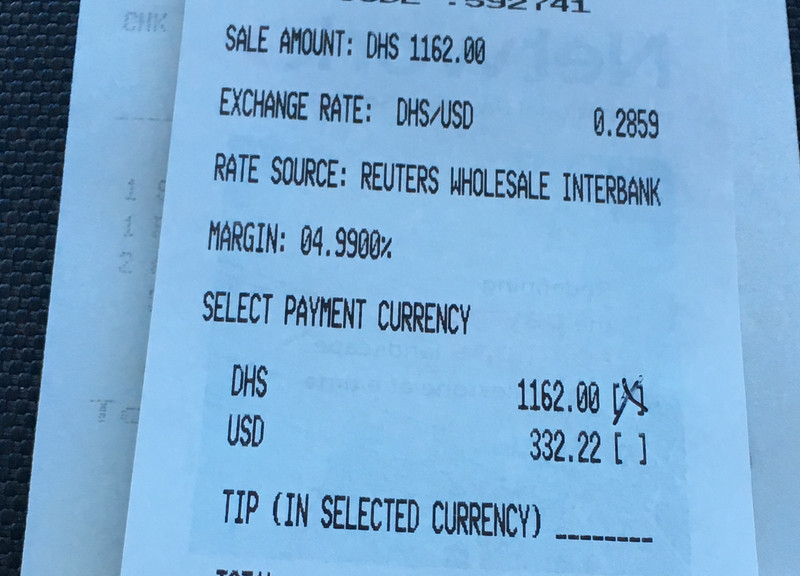 CHK
SALE AMOUNT: DHS 1162.00
EXCHANGE RATE: DHS/USD 0.2859
RATE SOURCE: REUTERS WHOLESALE INTERBANK
MARGIN: 04.9900%
SELECT PAYMENT CURRENCY
DHS 1162.00 [X]
USD 332.22 [ ]
TIP (IN SELECTED CURRENCY) ________